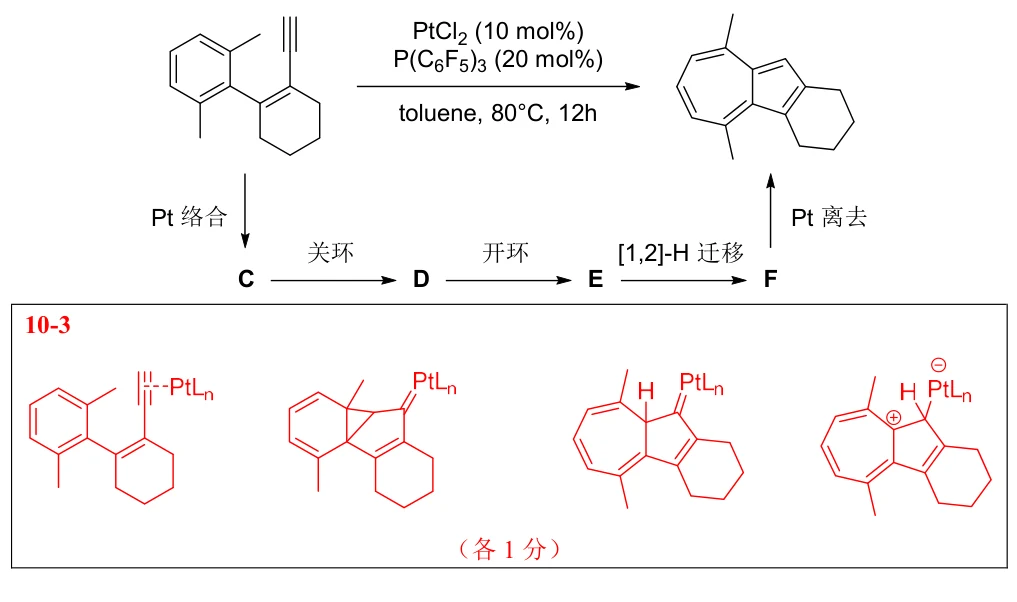 PtCl2 (10 mol%)
P(C6F5)3 (20 mol%)
toluene, 80°C, 12h
Pt 络合
Pt 离去
关环
开环
[1,2]-H 迁移
C
D
E
F
10-3
PtLn
PtLn
H
PtLn
H
PtLn
(各 1 分)